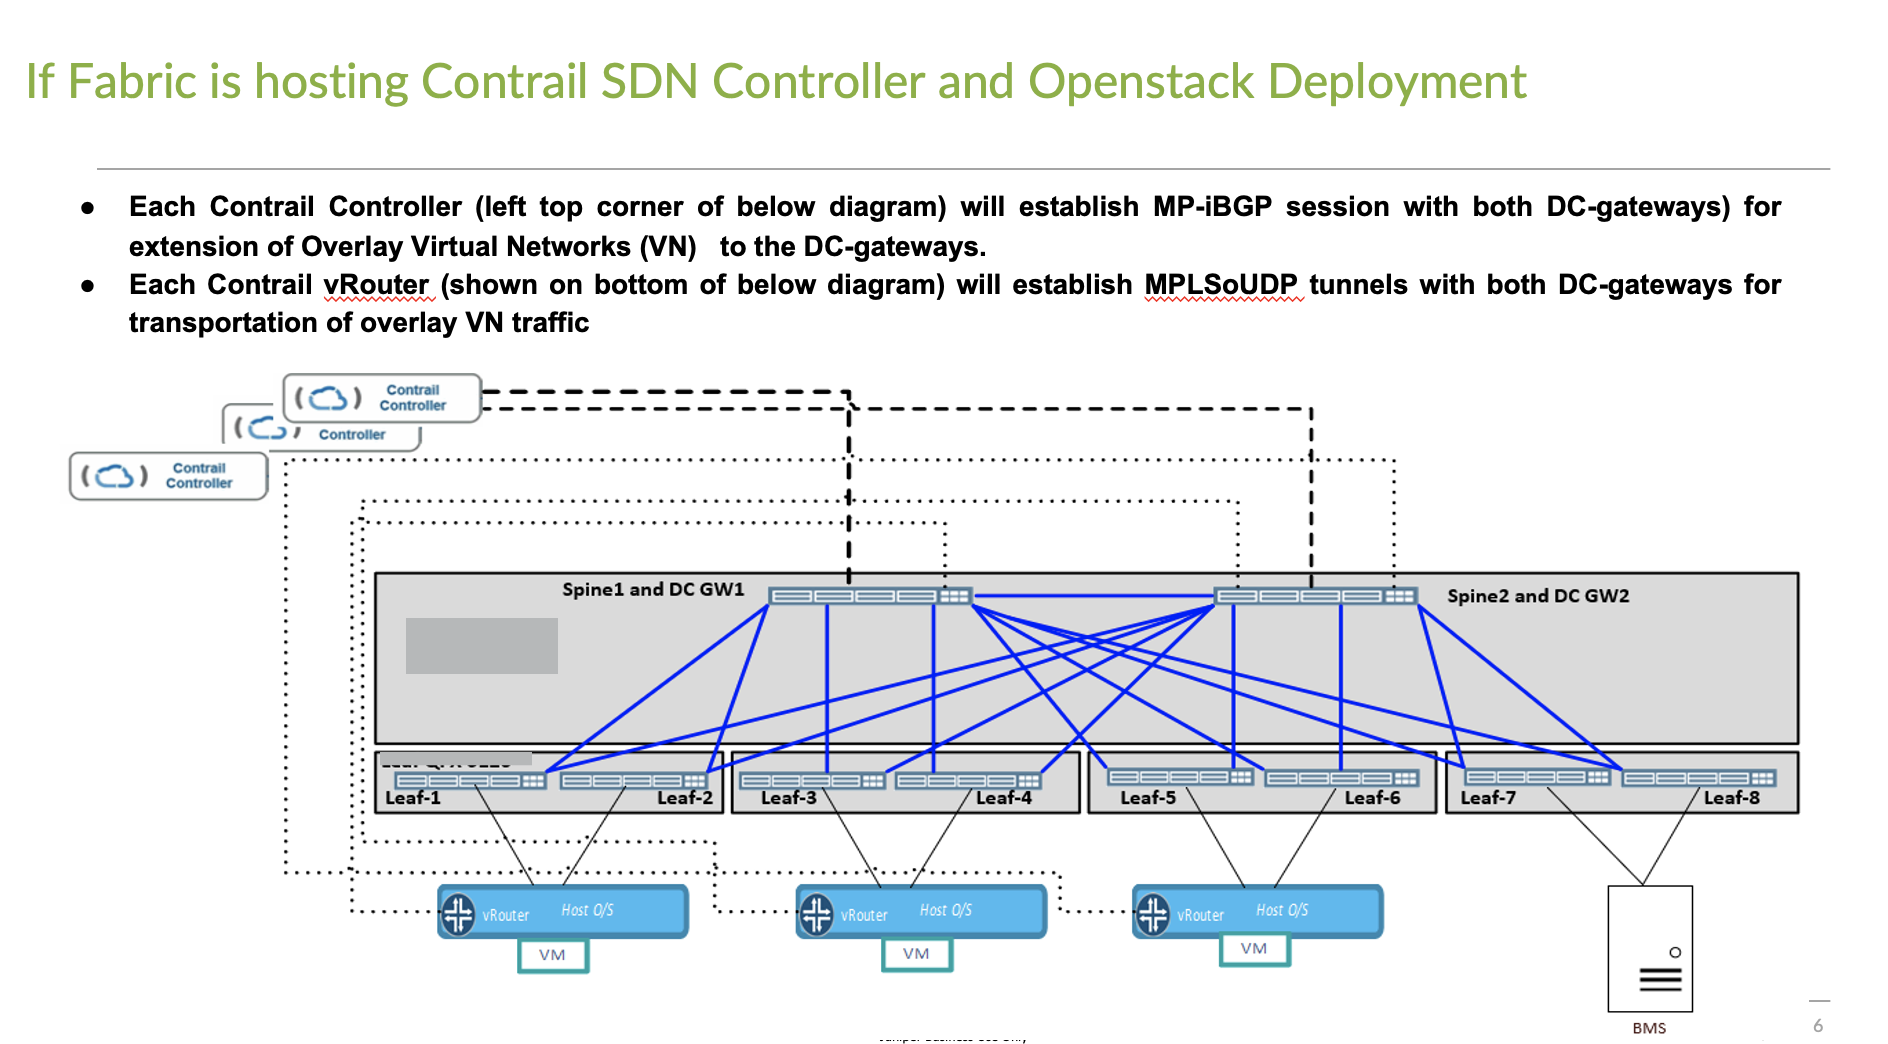 If Fabric is hosting Contrail SDN Controller and Openstack Deployment
● Each Contrail Controller (left top corner of below diagram) will establish MP-iBGP session with both DC-gateways) for
extension of Overlay Virtual Networks (VN) to the DC-gateways.
● Each Contrail vRouter (shown on bottom of below diagram) will establish MPLSoUDP tunnels with both DC-gateways for
transportation of overlay VN traffic
Contrail
Controller
Controller
Contrail
Controller
Spine1 and DC GW1
Spine2 and DC GW2
Leaf-1
Leaf-2
Leaf-3
Leaf-4
Leaf-5
Leaf-6
Leaf-7
Leaf-8
vRouter Host O/S
vRouter Host O/S
vRouter Host O/S
VM
VM
VM
BMS
6
Juniper Business Use Only